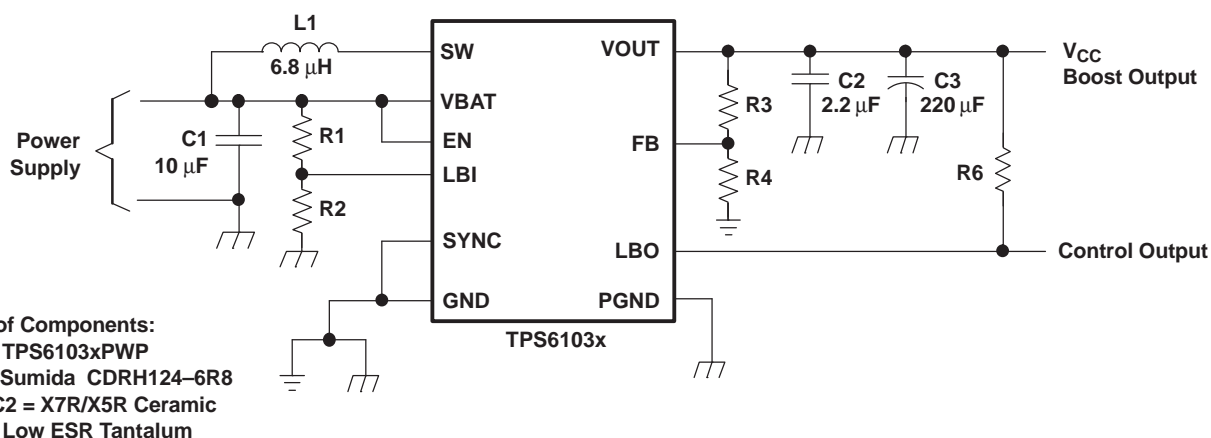 L1
6.8 µH
SW
VBAT
EN
LBI
SYNC
GND
VOUT
FB
LBO
PGND
TPS6103x
Power
Supply
C1
10 µF
R1
R2
R3
R4
C2
2.2 µF
C3
220 µF
R6
VCC
Boost Output
Control Output
of Components:
TPS6103xPWP
Sumida CDRH124–6R8
C2 = X7R/X5R Ceramic
Low ESR Tantalum